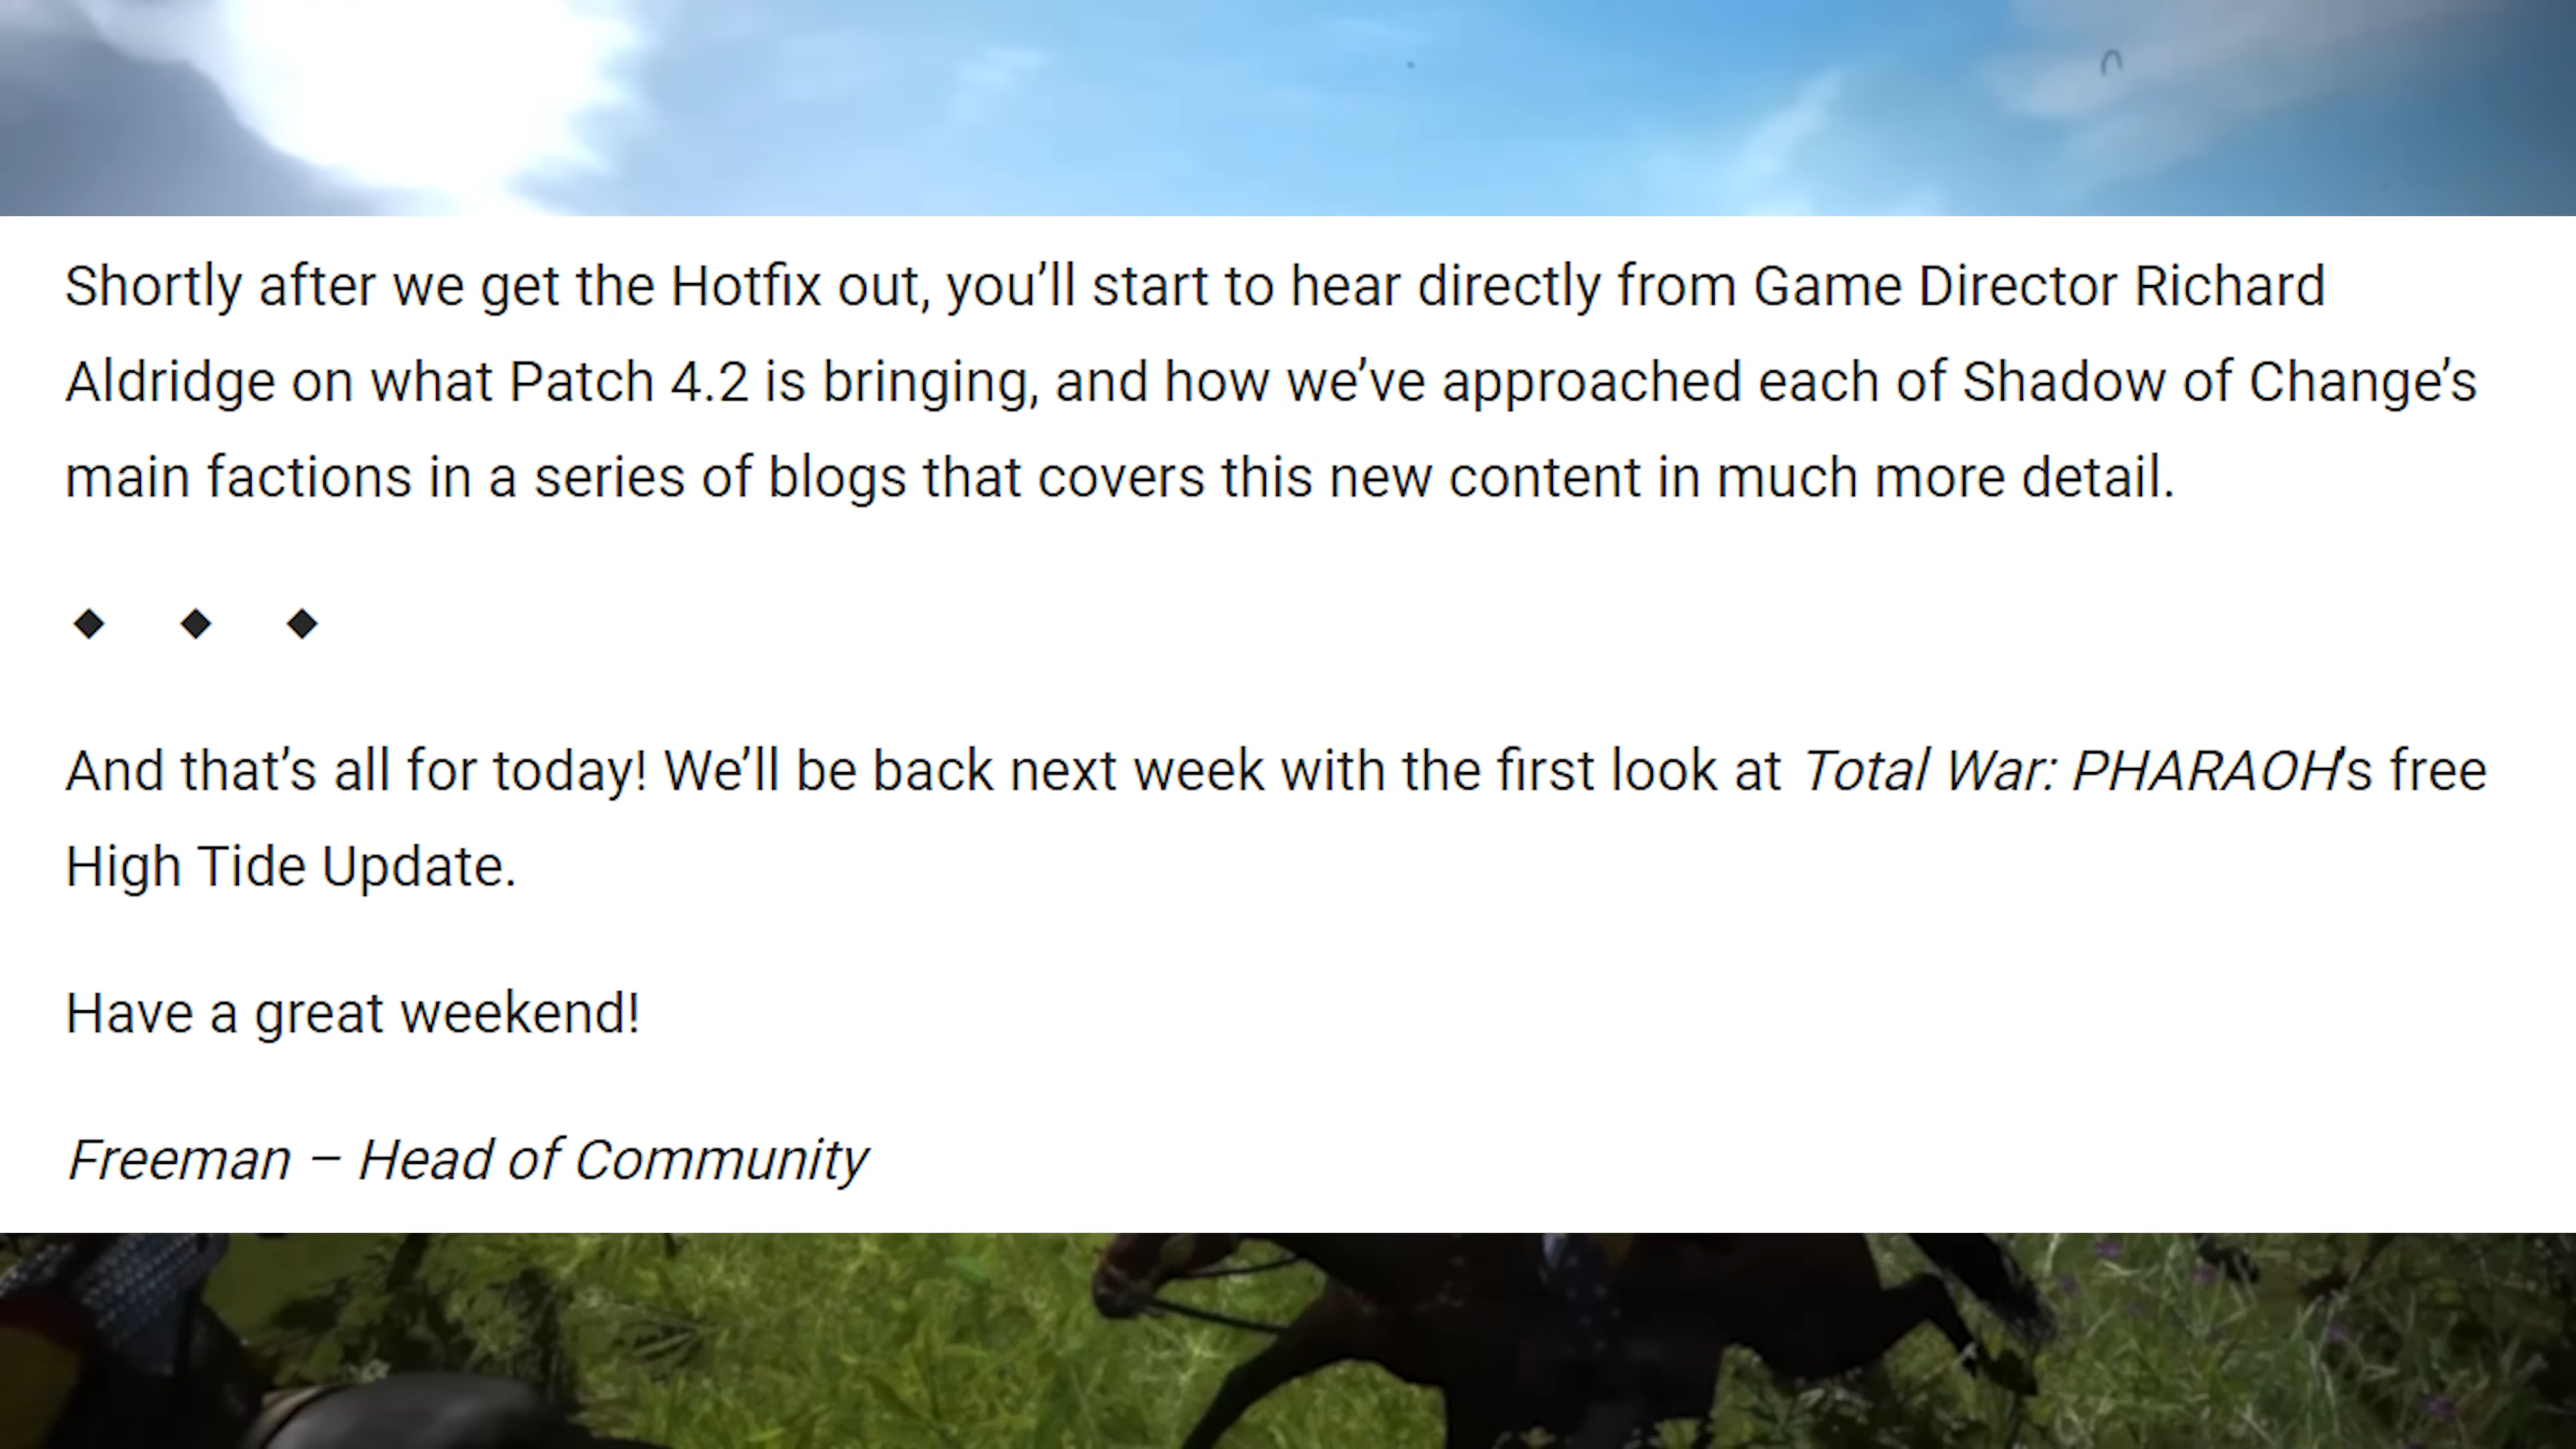 Shortly after we get the Hotfix out, you’ll start to hear directly from Game Director Richard
Aldridge on what Patch 4.2 is bringing, and how we’ve approached each of Shadow of Change’s
main factions in a series of blogs that covers this new content in much more detail.
◆ ◆ ◆
And that’s all for today! We’ll be back next week with the first look at Total War: PHARAOH’s free
High Tide Update.
Have a great weekend!
Freeman – Head of Community